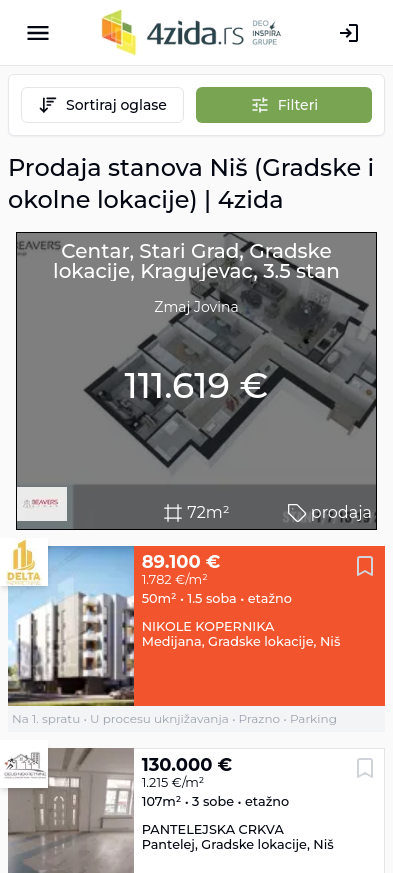 4zida.rs
DEO
INSPIRA
GRUPE
Sortiraj oglase
Filteri
Prodaja stanova Niš (Gradske i
okolne lokacije) | 4zida
BEAVERS
Centar, Stari Grad, Gradske
lokacije, Kragujevac, 3.5 stan
Zmaj Jovina
111.619 €
BEAVERS
72m²
prodaja
DELTA
89.100 €
1.782 €/m²
50m² • 1.5 soba • etažno
NIKOLE KOPERNIKA
Medijana, Gradske lokacije, Niš
Na 1. spratu • U procesu uknjižavanja • Prazno • Parking
130.000 €
1.215 €/m²
107m² • 3 sobe • etažno
PANTELEJSKA CRKVA
Pantelej, Gradske lokacije, Niš